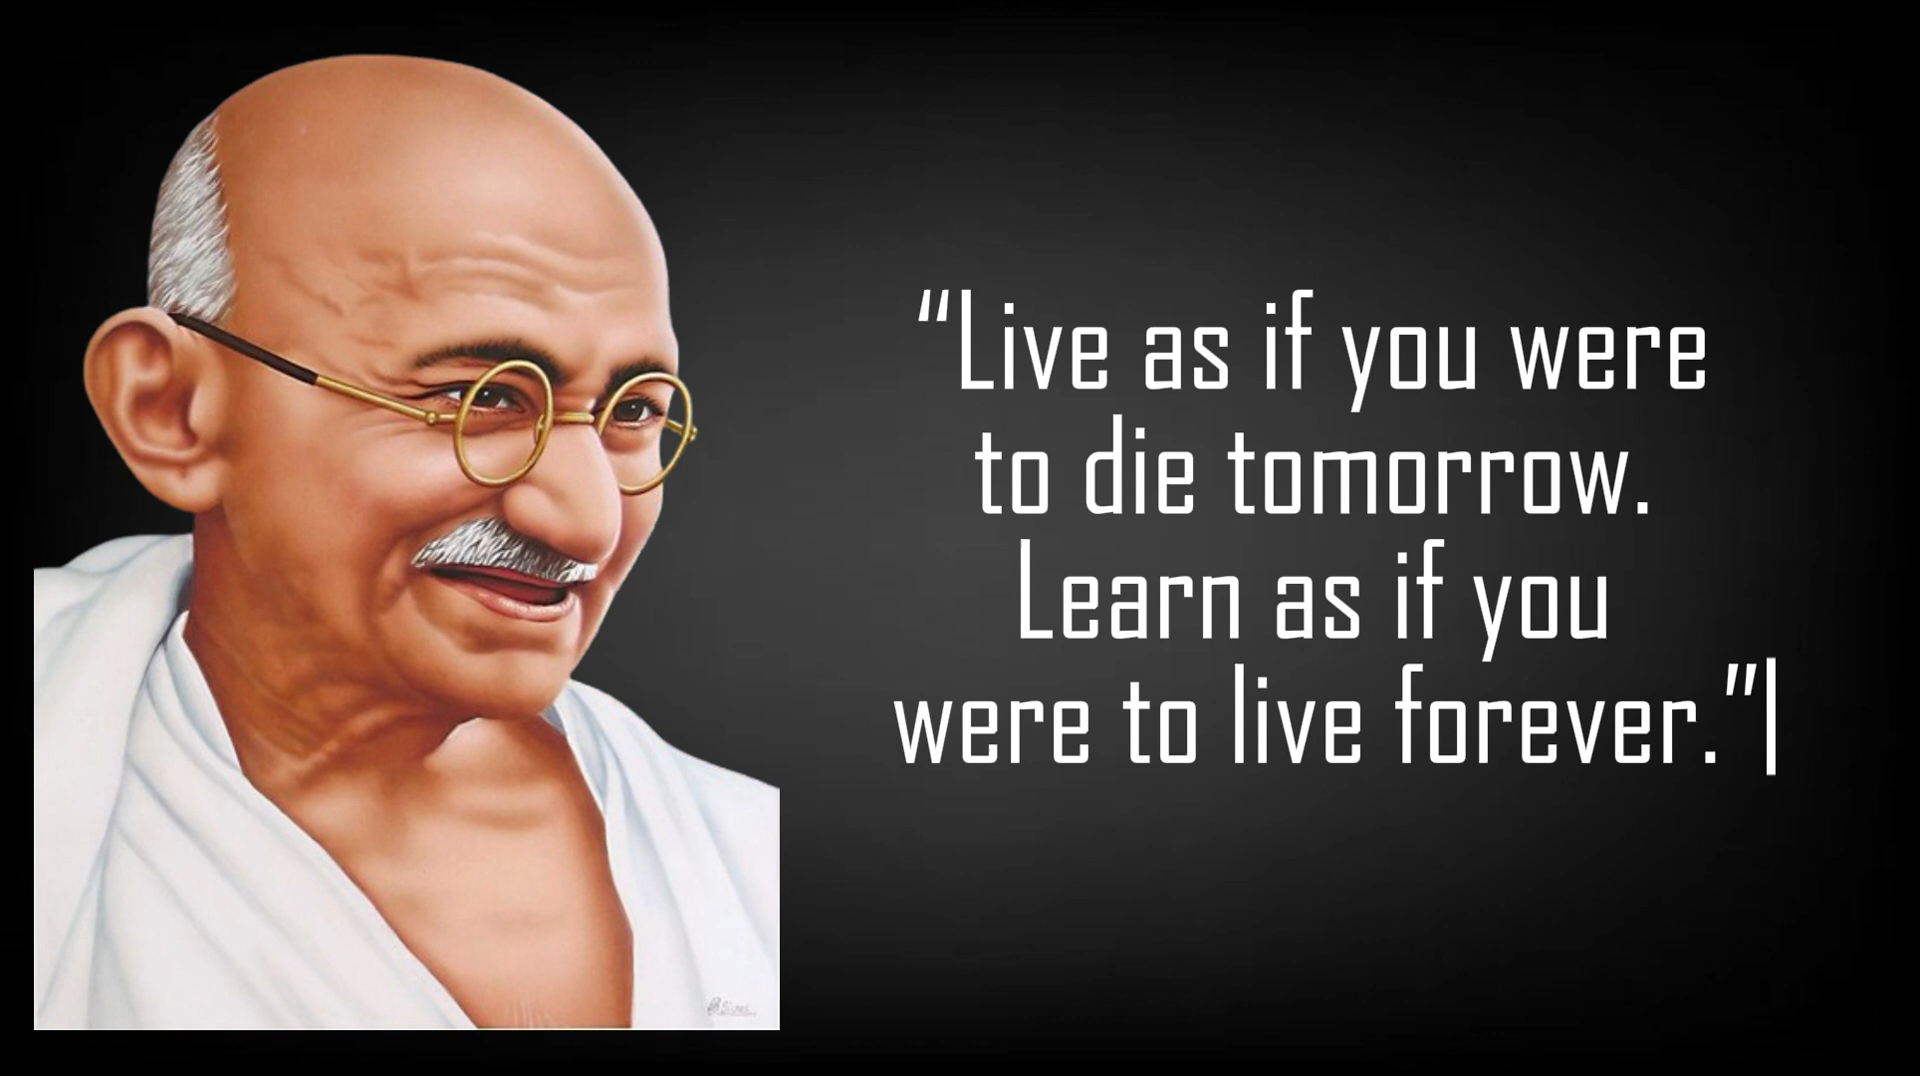 “Live as if you were
to die tomorrow.
Learn as if you
were to live forever.”|